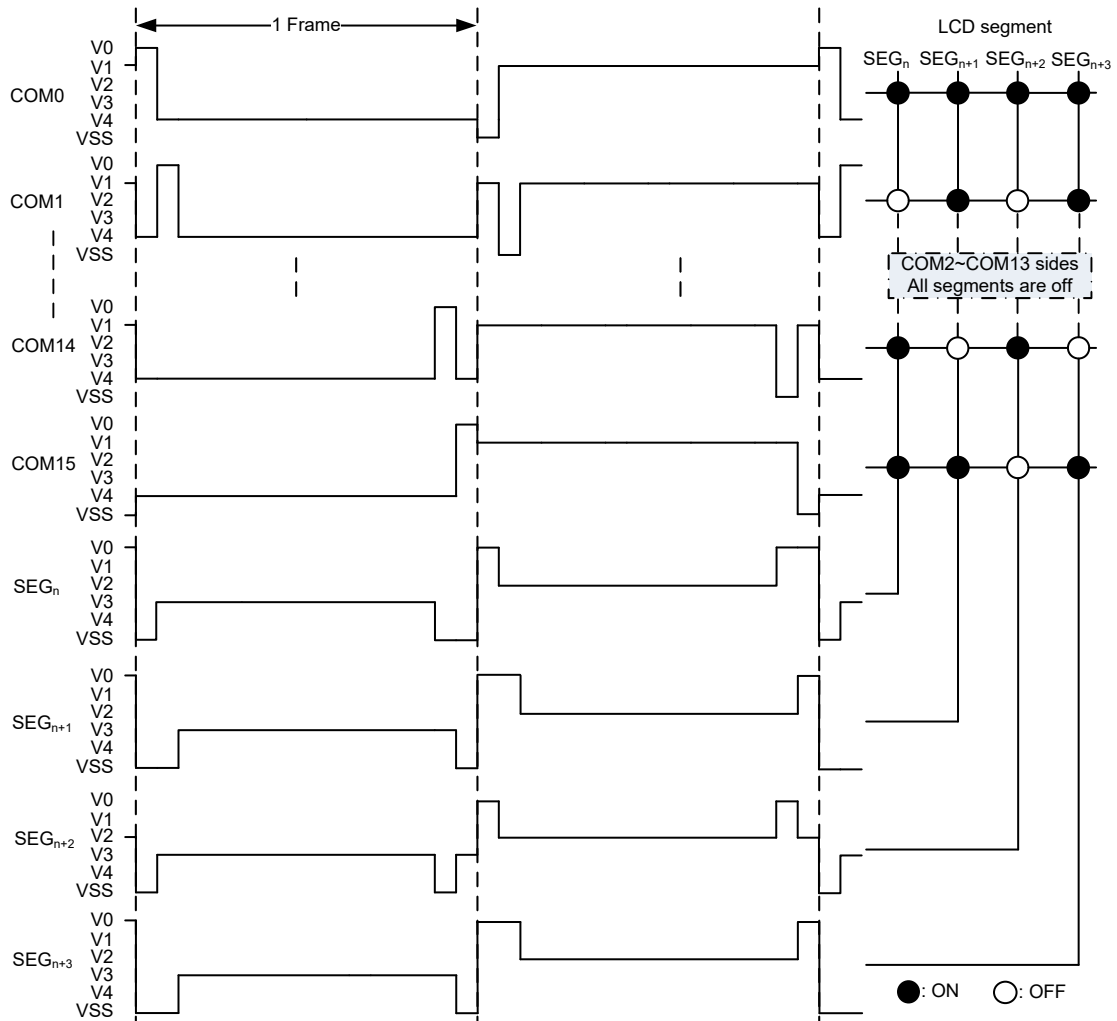 1 Frame
LCD segment
SEGn SEGn+1 SEGn+2 SEGn+3
COM0
V0
V1
V2
V3
V4
VSS
COM1
V0
V1
V2
V3
V4
VSS
COM2~COM13 sides
All segments are off
COM14
V0
V1
V2
V3
V4
VSS
COM15
V0
V1
V2
V3
V4
VSS
SEGn
V0
V1
V2
V3
V4
VSS
SEGn+1
V0
V1
V2
V3
V4
VSS
SEGn+2
V0
V1
V2
V3
V4
VSS
SEGn+3
V0
V1
V2
V3
V4
VSS
: ON : OFF